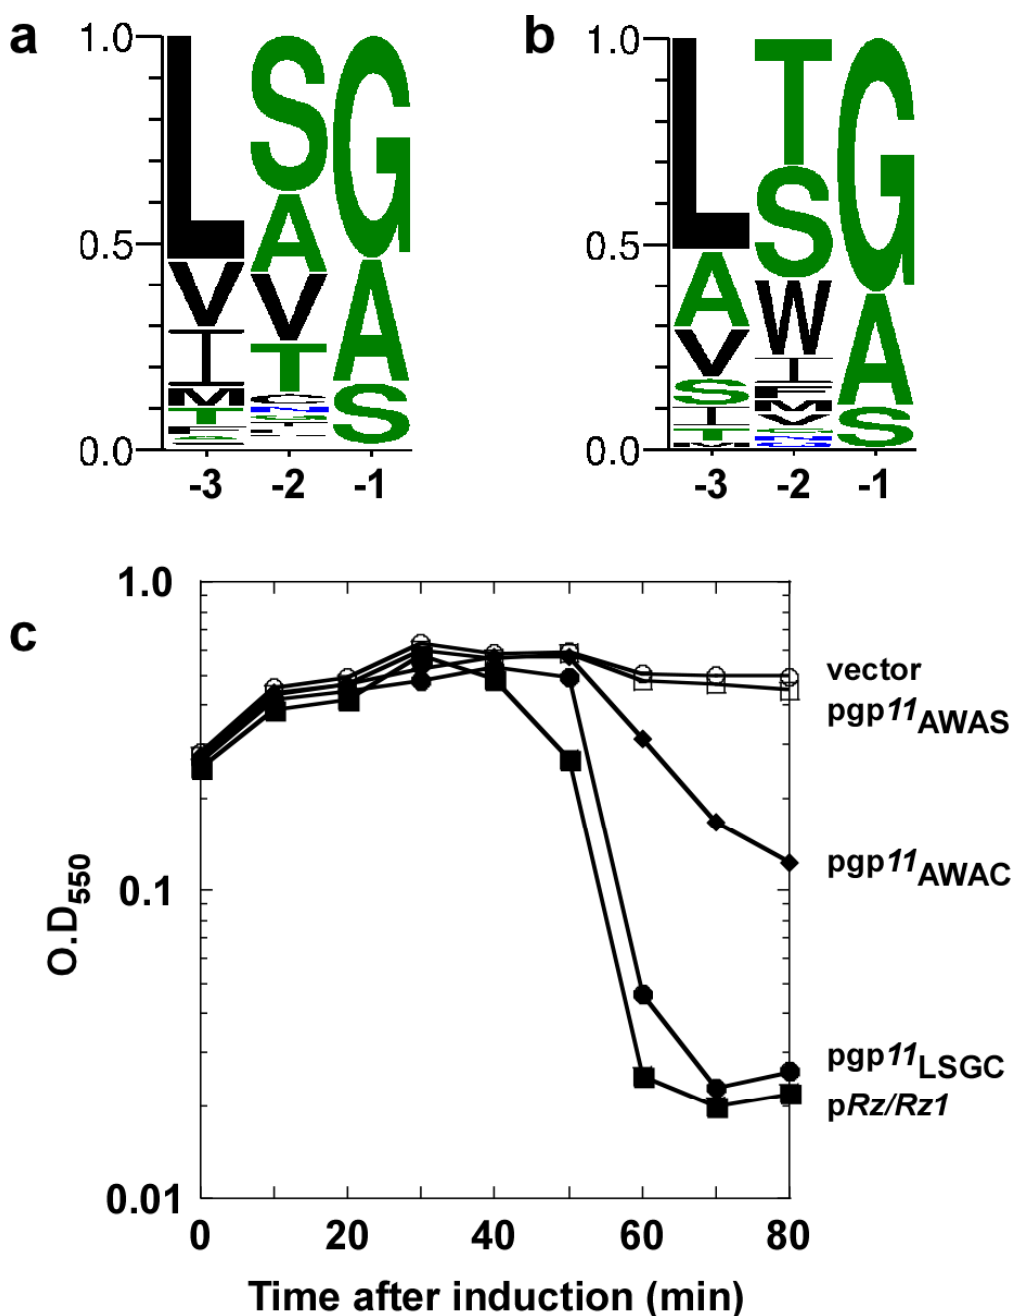 a
b
1.0
0.5
0.0
L
V
I
M
T
S
A
V
T
G
A
S
-3
-2
-1
1.0
0.5
0.0
L
A
V
S
I
T
T
S
W
I
F
M
V
G
A
S
-3
-2
-1
c
1.0
0.1
0.01
O.D550
0
20
40
60
80
Time after induction (min)
vector
pgp11AWAS
pgp11AWAC
pgp11LSGC
pRz/Rz1